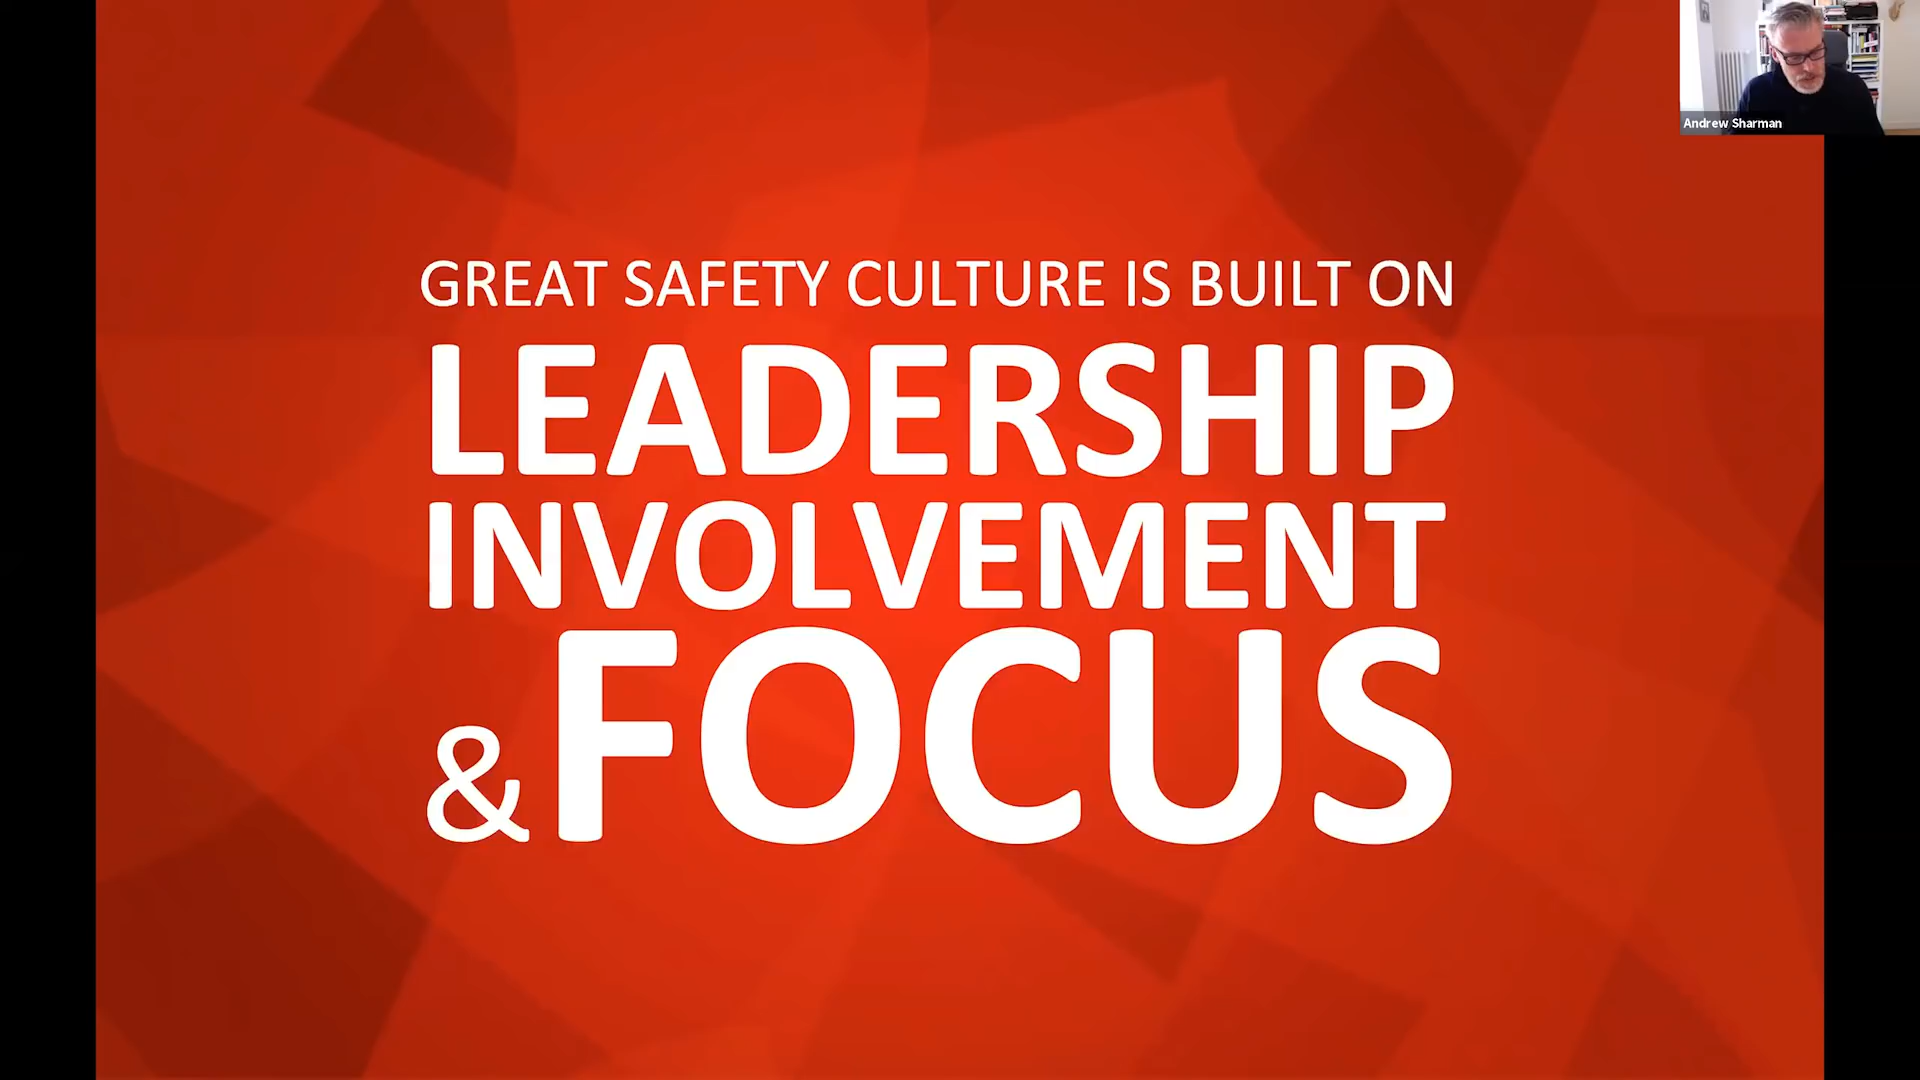 Andrew Sharman
GREAT SAFETY CULTURE IS BUILT ON
LEADERSHIP
INVOLVEMENT
&FOCUS